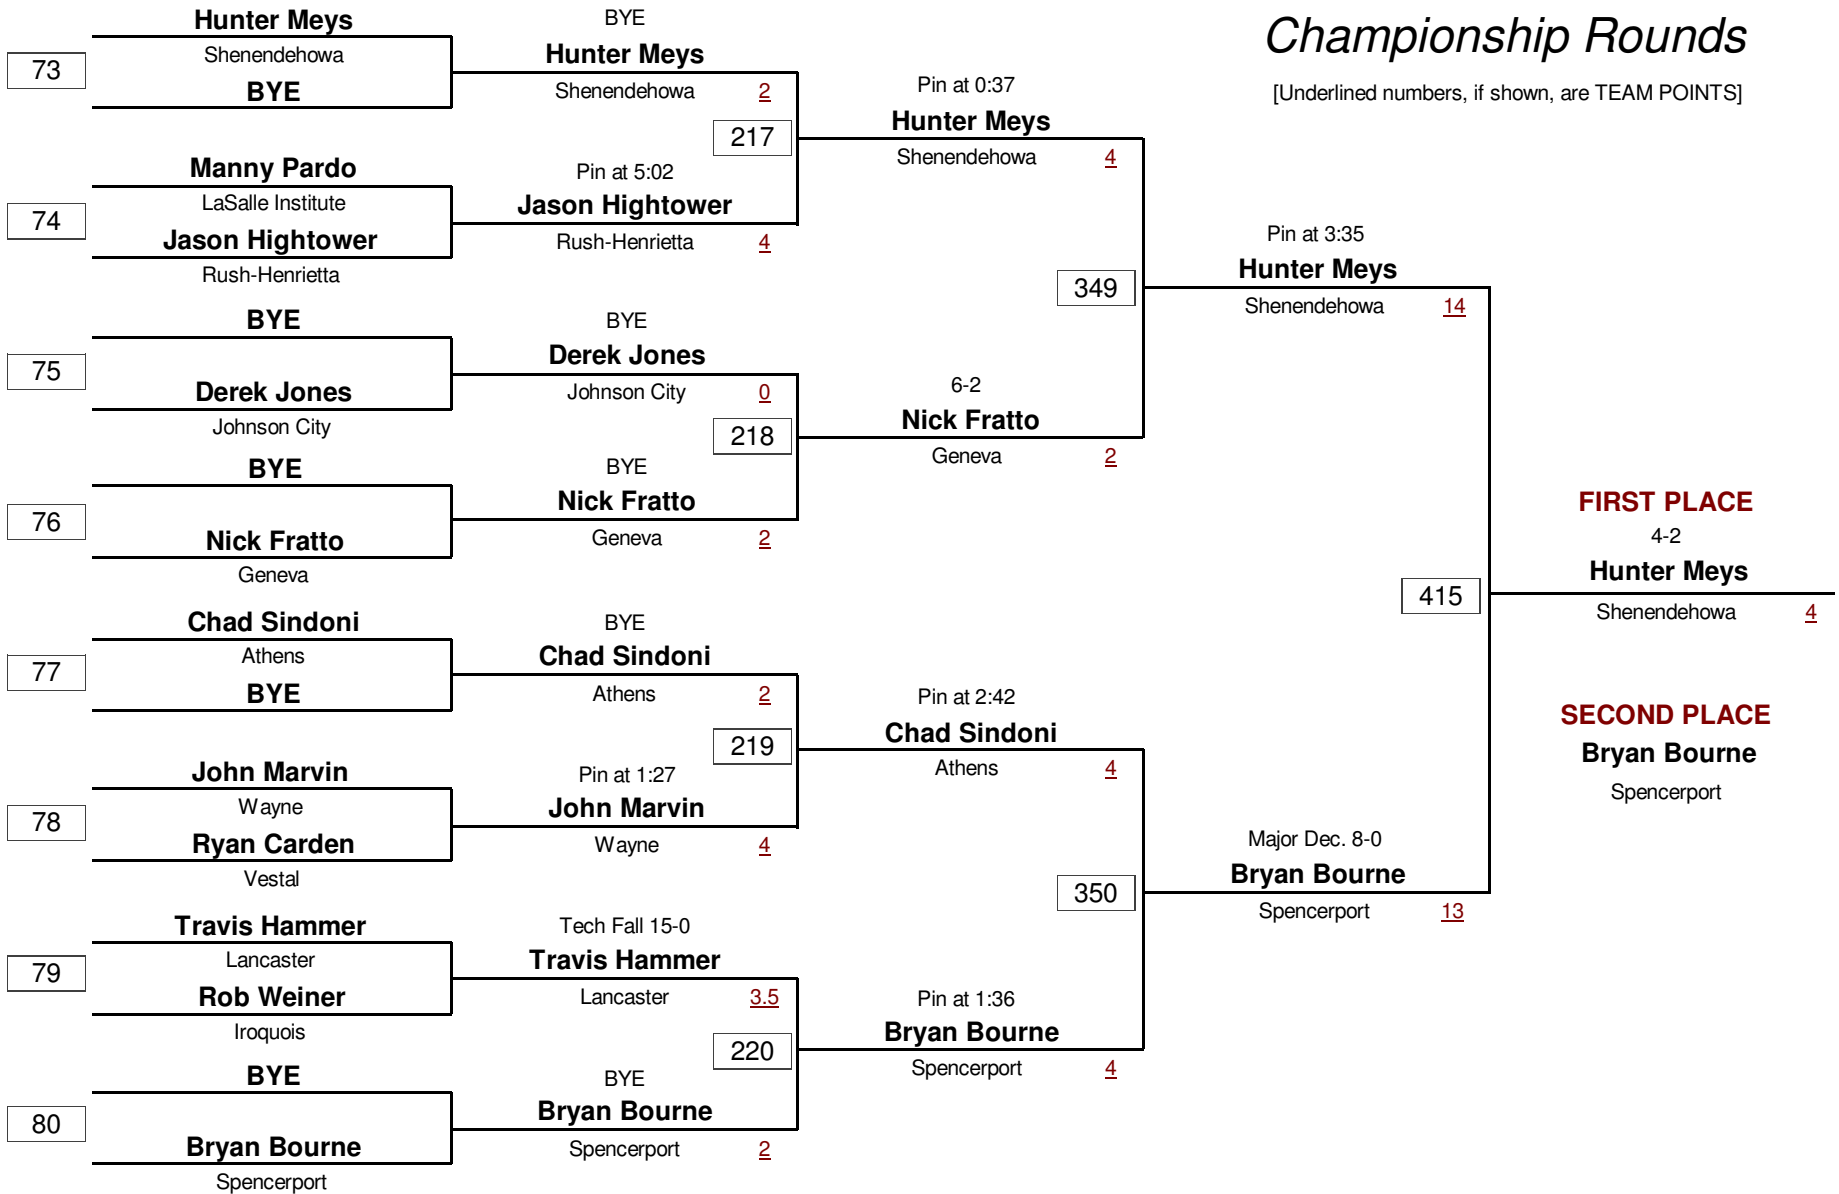 Championship Rounds
[Underlined numbers, if shown, are TEAM POINTS]
Hunter Meys
Shenendehowa
73
BYE
Manny Pardo
LaSalle Institute
74
Jason Hightower
Rush-Henrietta
BYE
75
Derek Jones
Johnson City
BYE
76
Nick Fratto
Geneva
Chad Sindoni
Athens
77
BYE
John Marvin
Wayne
78
Ryan Carden
Vestal
Travis Hammer
Lancaster
79
Rob Weiner
Iroquois
BYE
80
Bryan Bourne
Spencerport
BYE
Hunter Meys
Shenendehowa 2
217
Pin at 5:02
Jason Hightower
Rush-Henrietta 4
BYE
Derek Jones
Johnson City 0
218
BYE
Nick Fratto
Geneva 2
BYE
Chad Sindoni
Athens 2
219
Pin at 1:27
John Marvin
Wayne 4
Tech Fall 15-0
Travis Hammer
Lancaster 3.5
220
BYE
Bryan Bourne
Spencerport 2
Pin at 0:37
Hunter Meys
Shenendehowa 4
349
6-2
Nick Fratto
Geneva 2
Pin at 2:42
Chad Sindoni
Athens 4
350
Pin at 1:36
Bryan Bourne
Spencerport 4
Pin at 3:35
Hunter Meys
Shenendehowa 14
415
Major Dec. 8-0
Bryan Bourne
Spencerport 13
FIRST PLACE
4-2
Hunter Meys
Shenendehowa 4
SECOND PLACE
Bryan Bourne
Spencerport